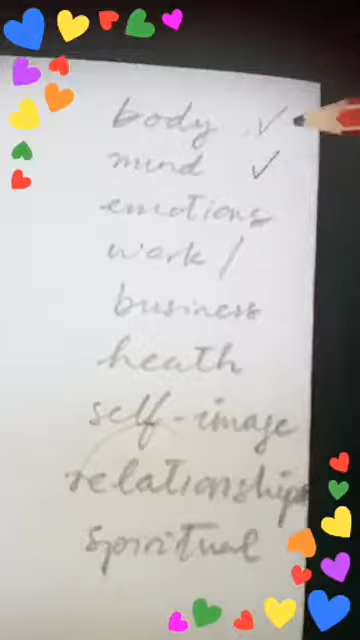 body ✓
mind ✓
emotions
work /
business
heath
self-image
relationships
spiritual